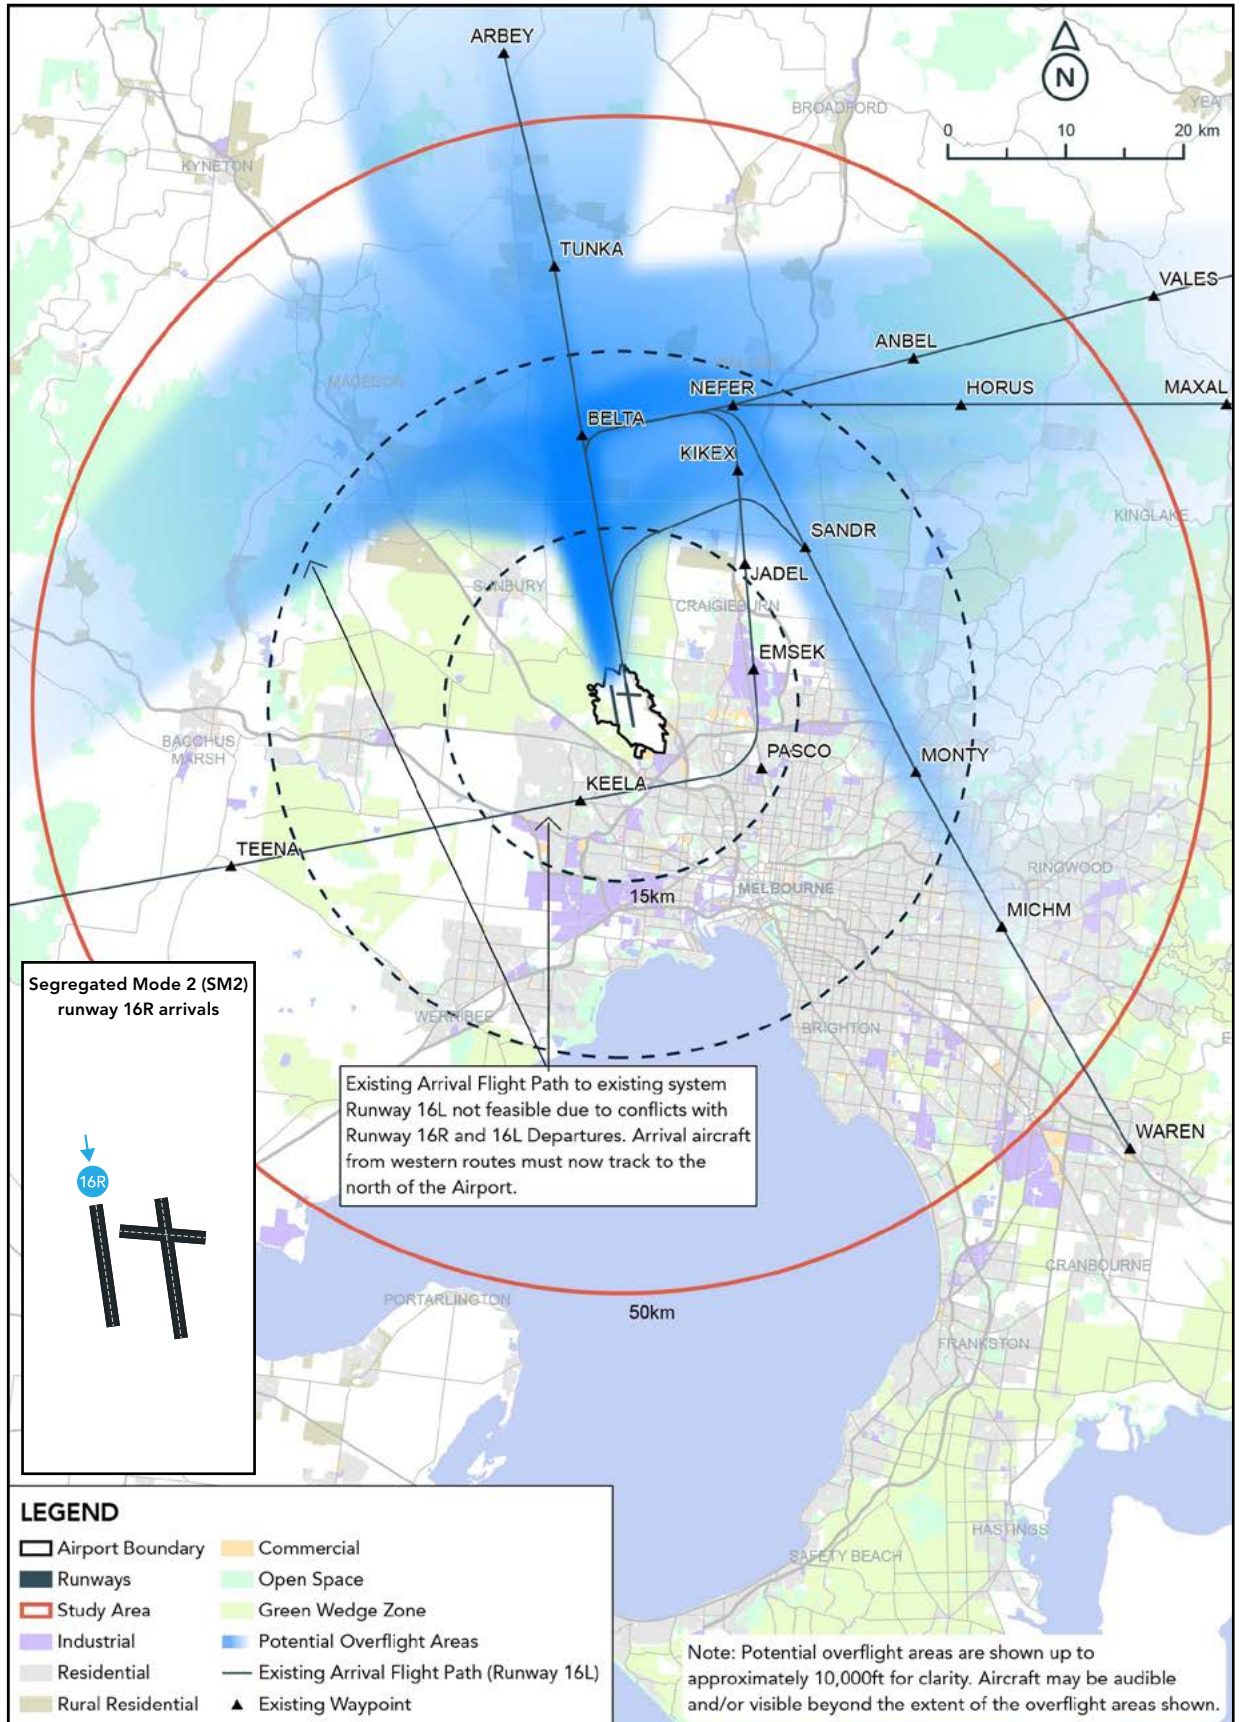 ARBEY
N
BROADFORD
YEA
0 10 20 km
KYNETON
TUNKA
VALES
ANBEL
MACEDON
NEFER
HORUS
MAXAL
BELTA
KIKEX
KINGLAKE
SANDR
JADEL
SUNBURY
CRAIGIEBURN
EMSEK
BACCHUS
MARSH
PASCO
MONTY
KEELA
TEENA
RINGWOOD
MELBOURNE
15km
MICHM
Segregated Mode 2 (SM2)
runway 16R arrivals
WERRIBEE
BRIGHTON
Existing Arrival Flight Path to existing system
Runway 16L not feasible due to conflicts with
Runway 16R and 16L Departures. Arrival aircraft
from western routes must now track to the
north of the Airport.
WAREN
16R
CRANBOURNE
PORTARLINGTON
50km
FRANKSTON
HASTINGS
SAFETY BEACH
LEGEND
Airport Boundary
Runways
Study Area
Industrial
Residential
Rural Residential
Commercial
Open Space
Green Wedge Zone
Potential Overflight Areas
Existing Arrival Flight Path (Runway 16L)
Existing Waypoint
Note: Potential overflight areas are shown up to
approximately 10,000ft for clarity. Aircraft may be audible
and/or visible beyond the extent of the overflight areas shown.